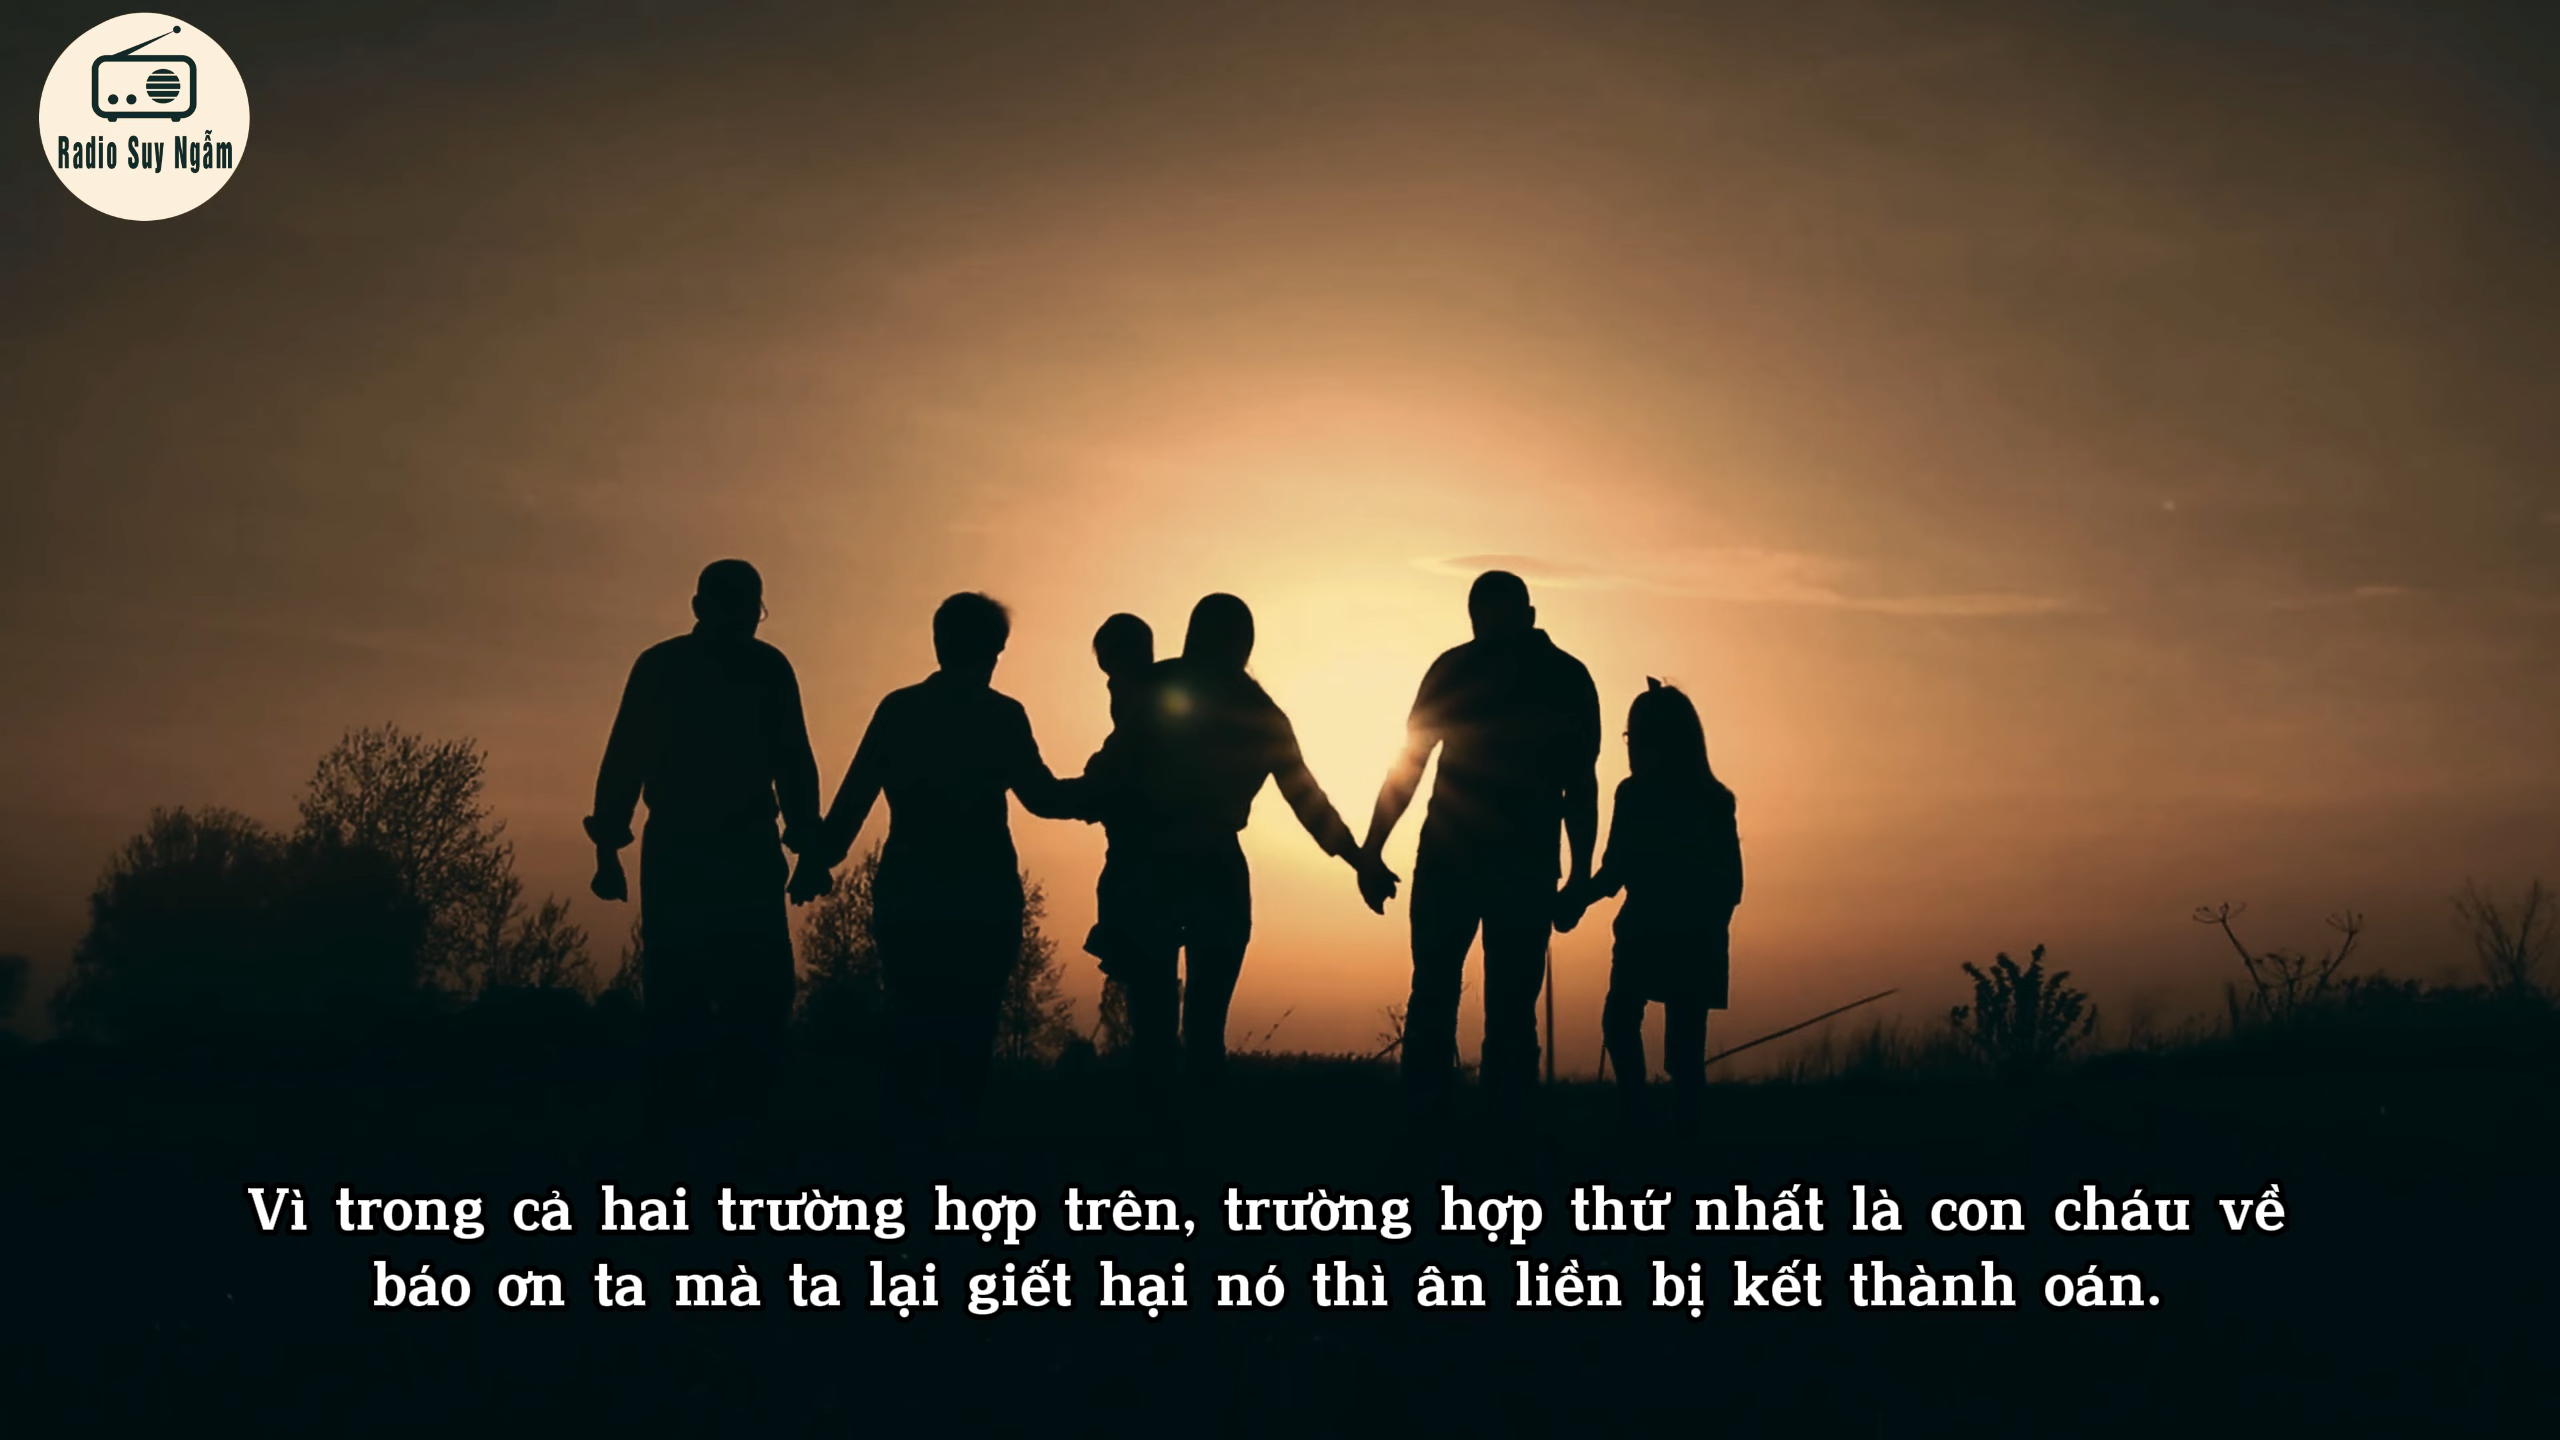 Radio Suy Ngẫm
Vì trong cả hai trường hợp trên, trường hợp thứ nhất là con cháu về
báo ơn ta mà ta lại giết hại nó thì ân liền bị kết thành oán.